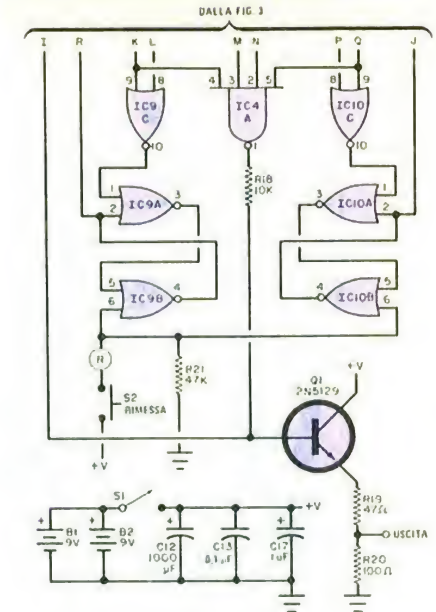 DALLA FIG. 3
I R K L M N P Q J
9 8 4 3 2 5 8 9
IC9 C
IC4 A
IC10 C
10 1 10
R18 10K
1 2 IC9A 3
3 IC10A 1 2
5 6 IC9B 4
4 IC10B 5 6
R
R21 47K
S2 RIMESSA
+V
Q1 2N5129
+V
R19 47Ω
USCITA
R20 100Ω
S1
+V
+ B1 9V
+ B2 9V
+ C12 1000 µF
C13 0,1µF
+ C17 1µF